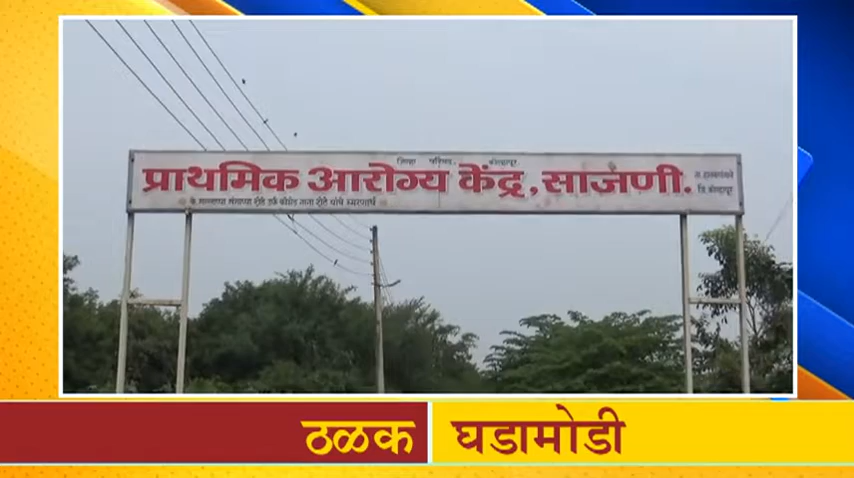 जिल्हा परिषद, कोल्हापूर
प्राथमिक आरोग्य केंद्र, साजणी.
ता. हातकणंगले
जि. कोल्हापूर
ठळक घडामोडी